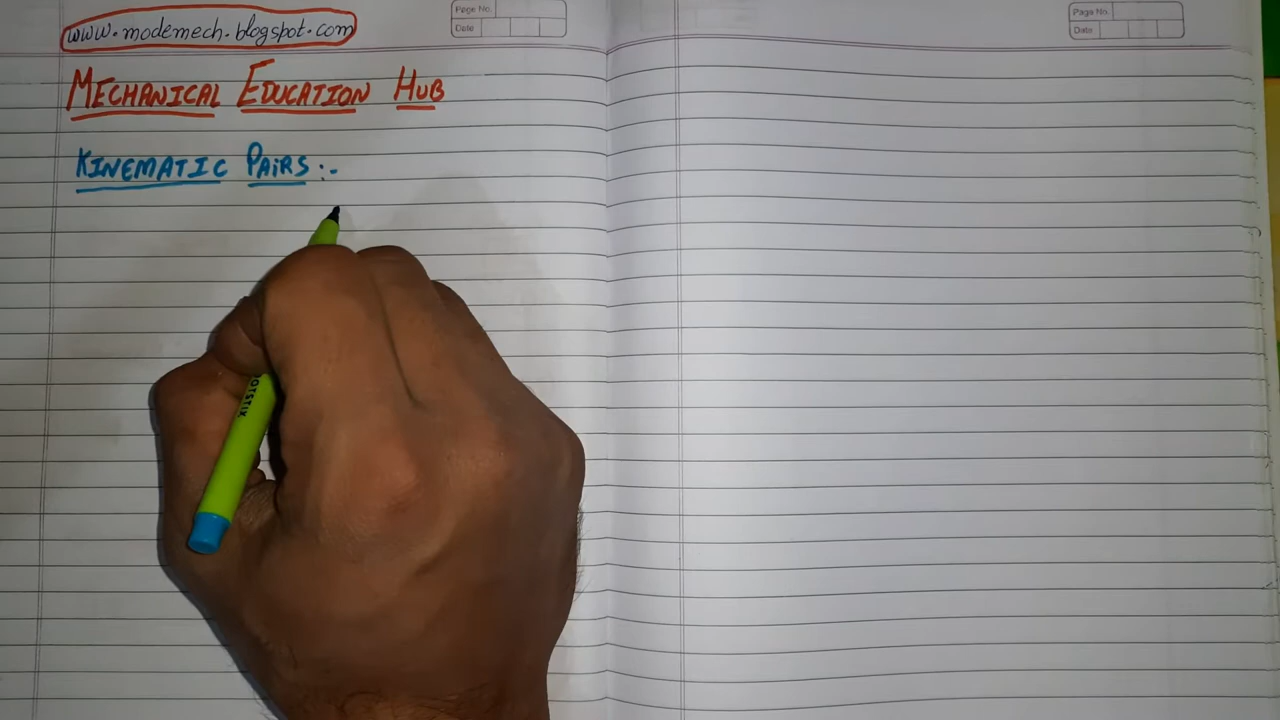 www.modemech.blogspot.com
Page No.
Date
Page No.
Date
MECHANICAL EDUCATION HUB
KINEMATIC PAIRS :-